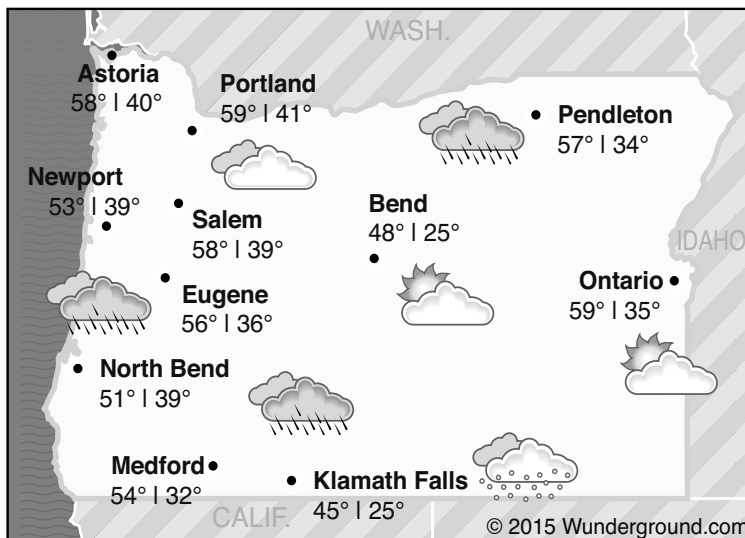 WASH.
Astoria
58° | 40°
Portland
59° | 41°
Pendleton
57° | 34°
Newport
53° | 39°
Salem
58° | 39°
Bend
48° | 25°
IDAHO
Ontario
59° | 35°
Eugene
56° | 36°
North Bend
51° | 39°
Medford
54° | 32°
Klamath Falls
45° | 25°
CALIF.
© 2015 Wunderground.com